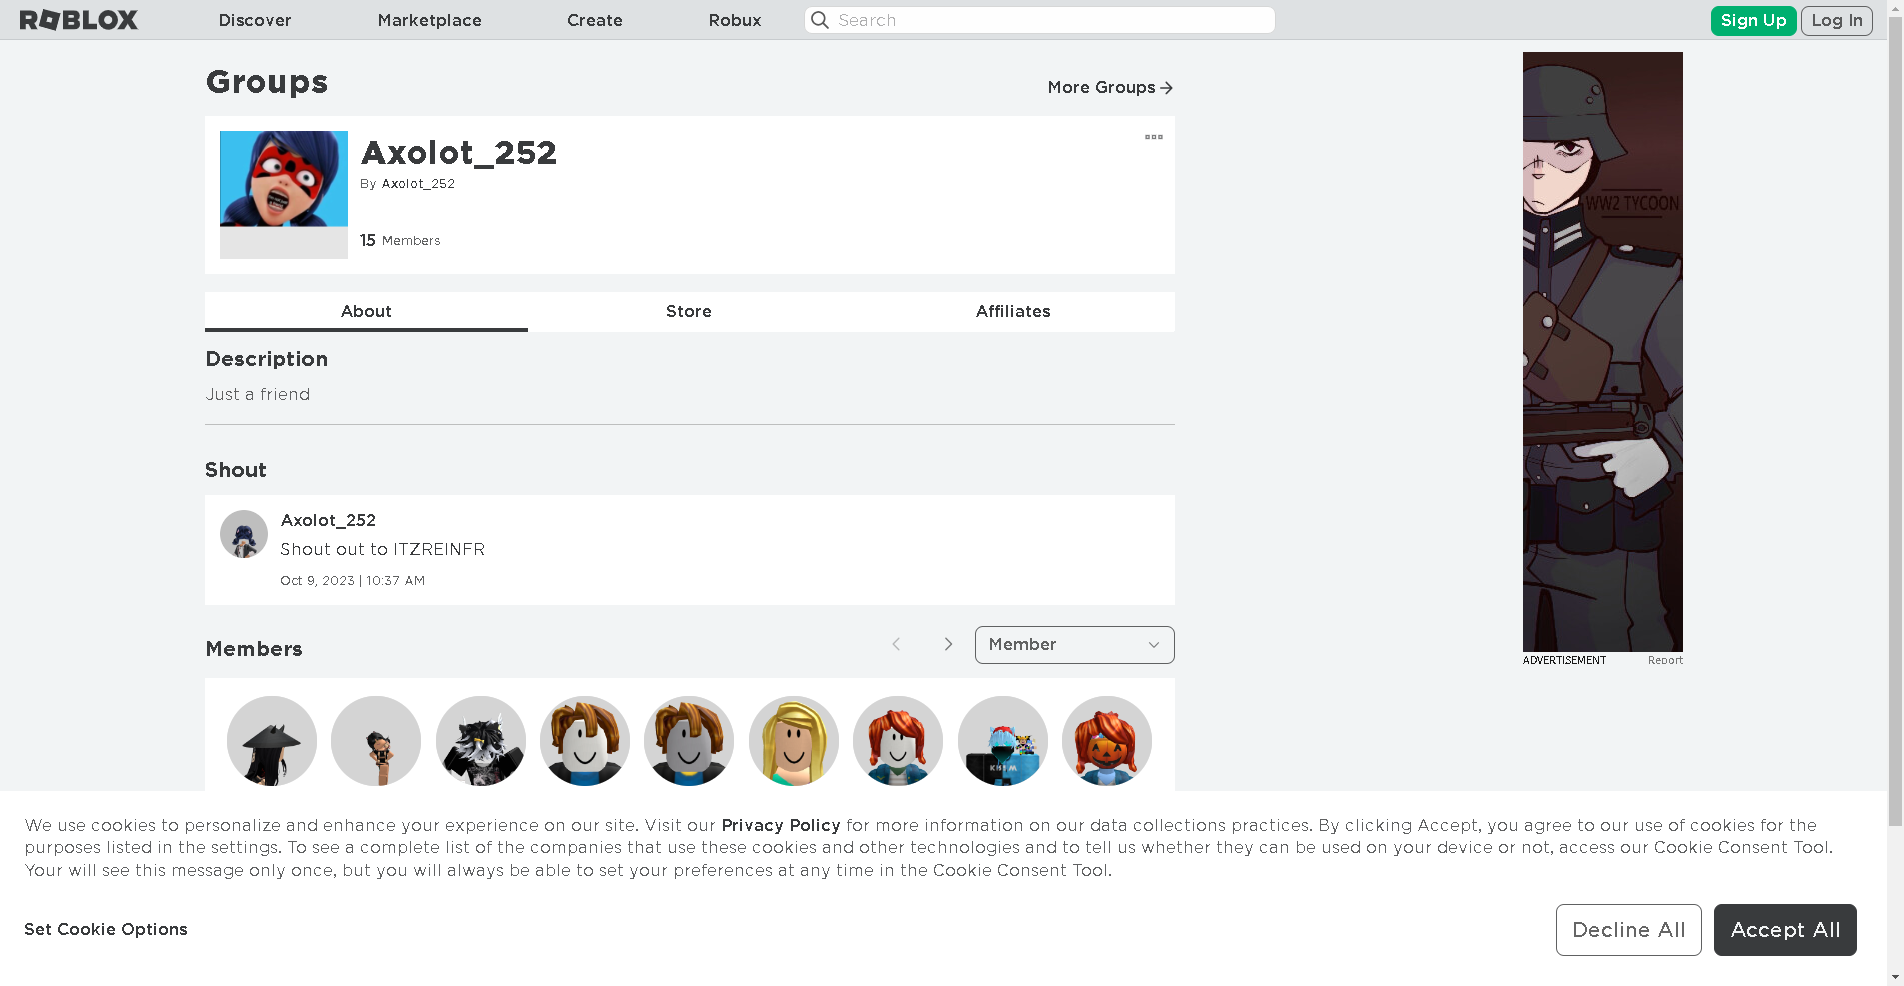 ROBLOX
Discover
Marketplace
Create
Robux
Search
Sign Up
Log In
Groups
More Groups
Axolot_252
By Axolot_252
15 Members
About
Store
Affiliates
Description
Just a friend
Shout
Axolot_252
Shout out to ITZREINFR
Oct 9, 2023 | 10:37 AM
WW2 TYCOON
ADVERTISEMENT
Report
Members
Member
We use cookies to personalize and enhance your experience on our site. Visit our Privacy Policy for more information on our data collections practices. By clicking Accept, you agree to our use of cookies for the
purposes listed in the settings. To see a complete list of the companies that use these cookies and other technologies and to tell us whether they can be used on your device or not, access our Cookie Consent Tool.
Your will see this message only once, but you will always be able to set your preferences at any time in the Cookie Consent Tool.
Set Cookie Options
Decline All
Accept All